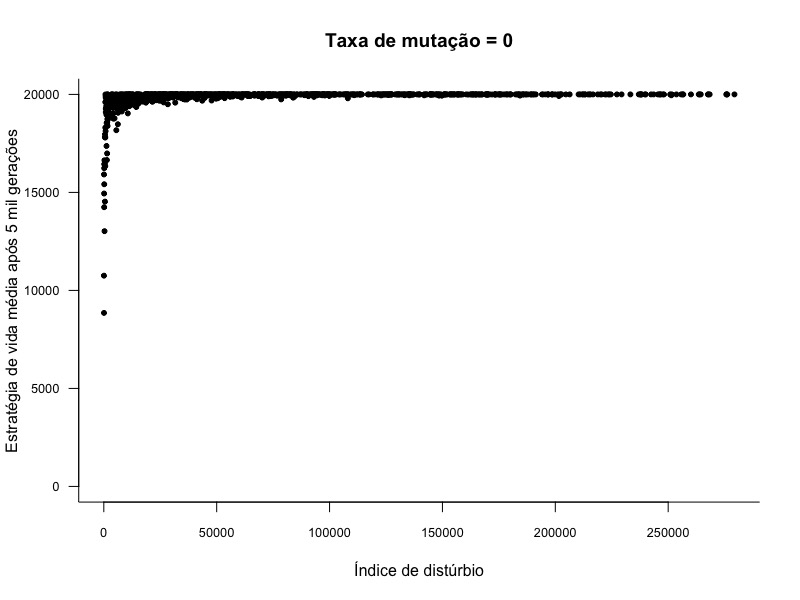 Taxa de mutação = 0
Estratégia de vida média após 5 mil gerações
20000
15000
10000
5000
0
0 50000 100000 150000 200000 250000
Índice de distúrbio